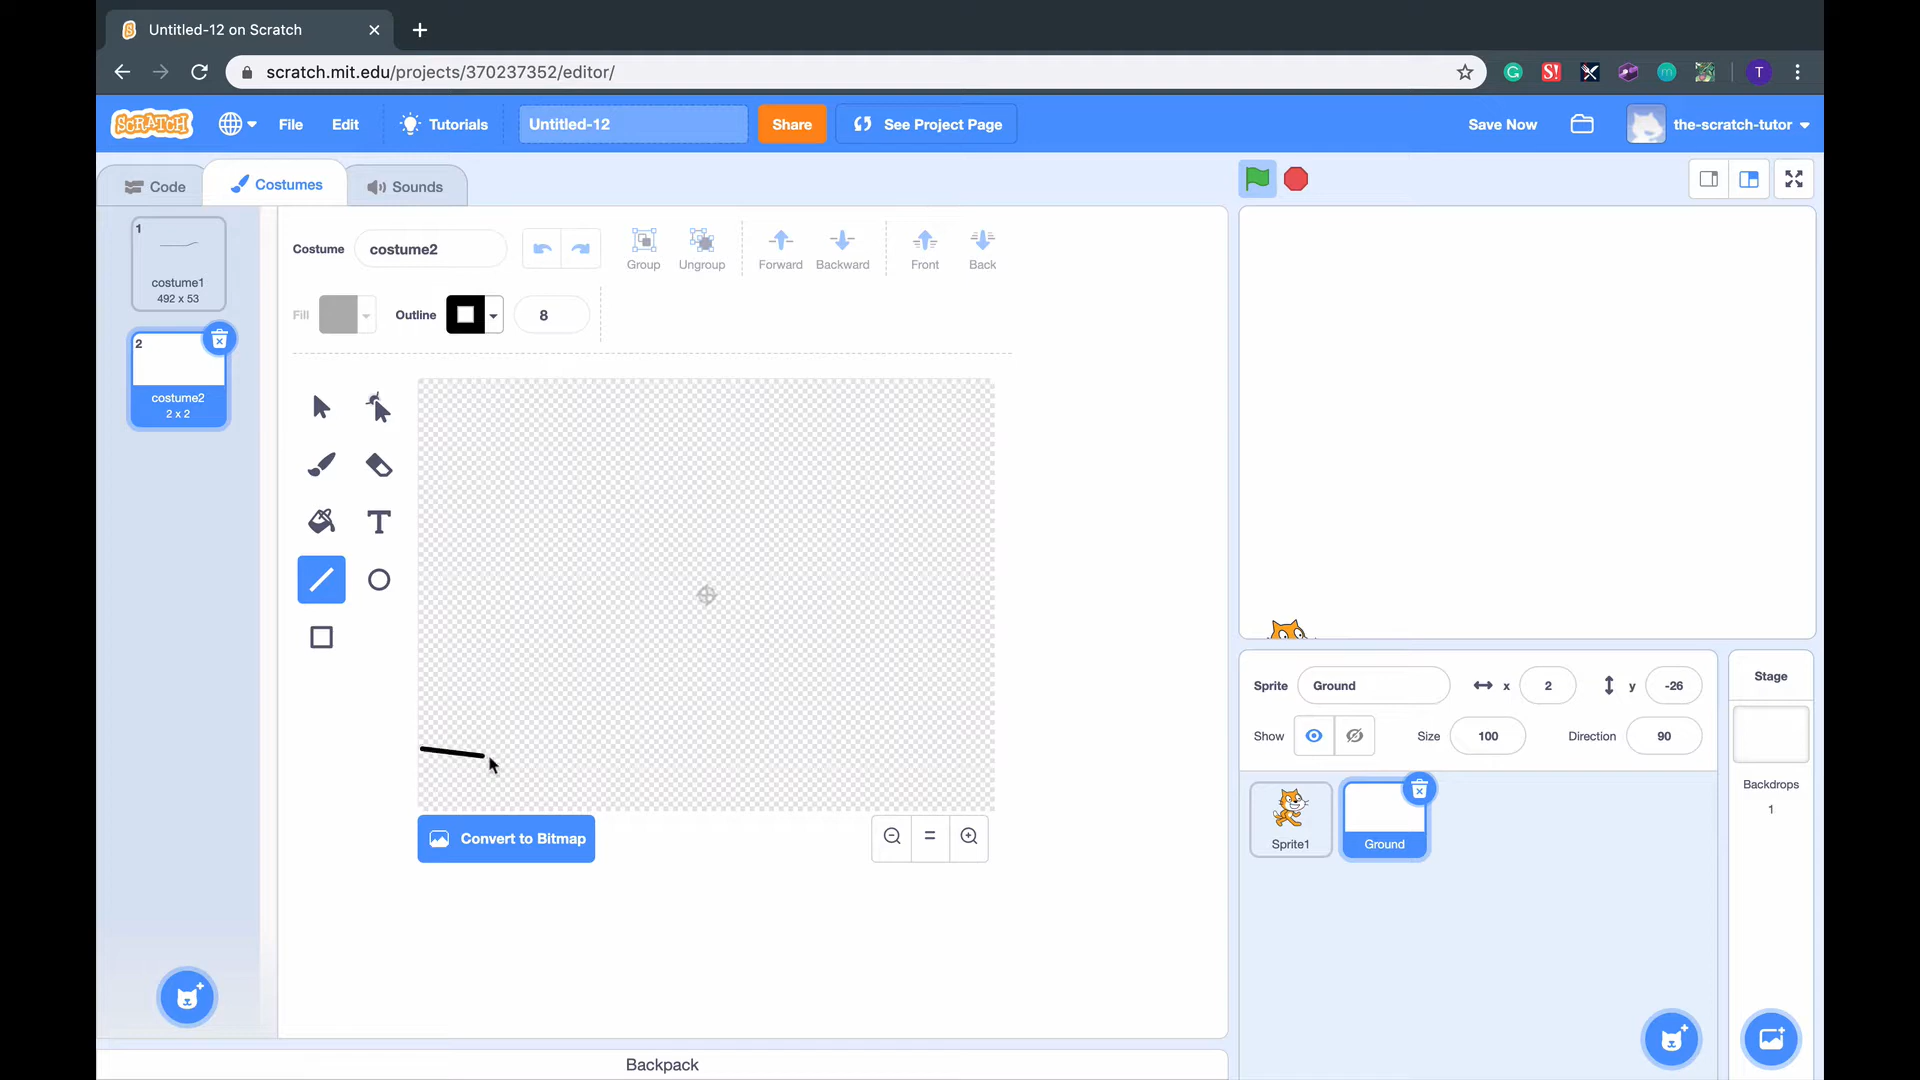 Untitled-12 on Scratch
scratch.mit.edu/projects/370237352/editor/
G
S!
m
T
SCRATCH
File
Edit
Tutorials
Untitled-12
Share
See Project Page
Save Now
the-scratch-tutor
Code
Costumes
Sounds
1
costume1
492 x 53
2
costume2
2 x 2
Costume
costume2
Group
Ungroup
Forward
Backward
Front
Back
Fill
Outline
8
T
Convert to Bitmap
Sprite
Ground
x
2
y
-26
Show
Size
100
Direction
90
Sprite1
Ground
Stage
Backdrops
1
Backpack